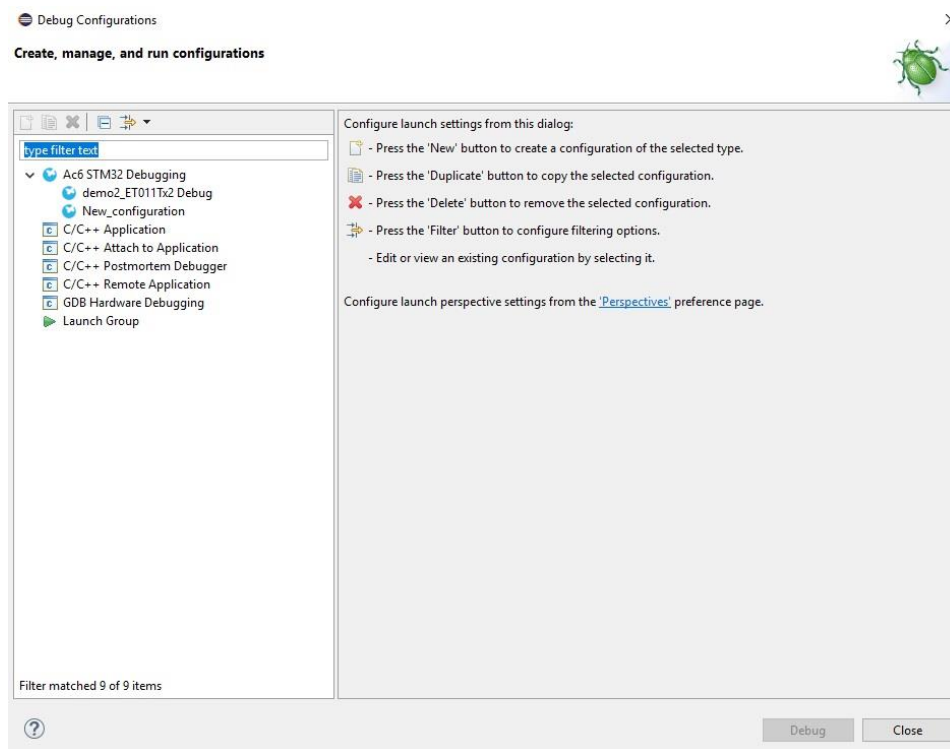 Debug Configurations
Create, manage, and run configurations
type filter text
Ac6 STM32 Debugging
demo2_ET011Tx2 Debug
New_configuration
C/C++ Application
C/C++ Attach to Application
C/C++ Postmortem Debugger
C/C++ Remote Application
GDB Hardware Debugging
Launch Group
Filter matched 9 of 9 items
Configure launch settings from this dialog:
- Press the 'New' button to create a configuration of the selected type.
- Press the 'Duplicate' button to copy the selected configuration.
- Press the 'Delete' button to remove the selected configuration.
- Press the 'Filter' button to configure filtering options.
- Edit or view an existing configuration by selecting it.
Configure launch perspective settings from the 'Perspectives' preference page.
Debug
Close